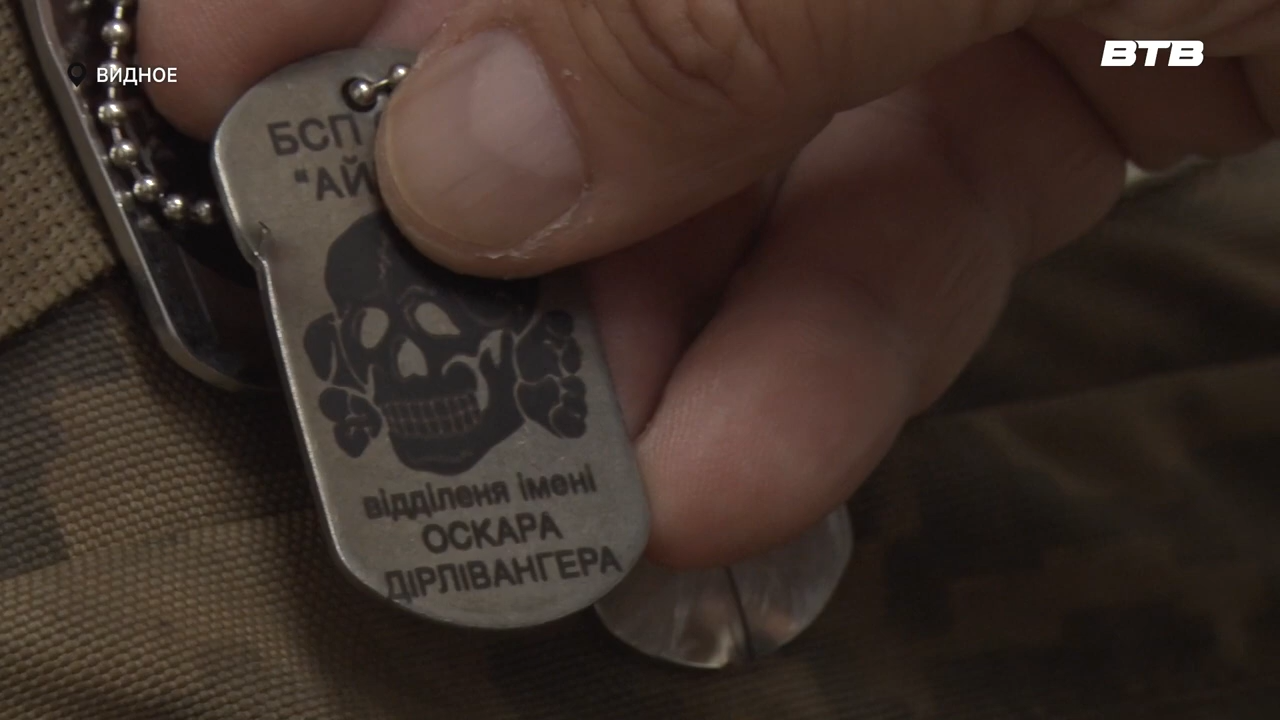 ВИДНОЕ
ВТВ
БСП
"АЙ
відділеня імені
ОСКАРА
ДІРЛІВАНГЕРА